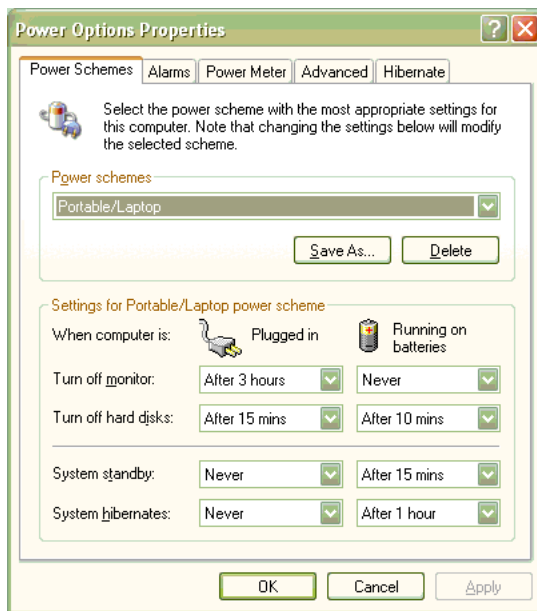 Power Options Properties
Power Schemes Alarms Power Meter Advanced Hibernate
Select the power scheme with the most appropriate settings for
this computer. Note that changing the settings below will modify
the selected scheme.
Power schemes
Portable/Laptop
Save As... Delete
Settings for Portable/Laptop power scheme
When computer is: Plugged in Running on
batteries
Turn off monitor: After 3 hours Never
Turn off hard disks: After 15 mins After 10 mins
System standby: Never After 15 mins
System hibernates: Never After 1 hour
OK Cancel Apply